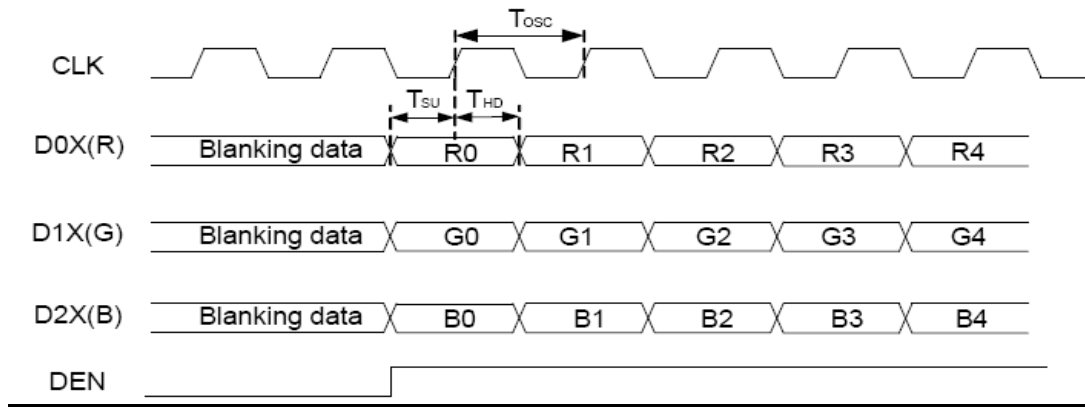 Tosc
CLK
TSU THD
D0X(R) Blanking data R0 R1 R2 R3 R4
D1X(G) Blanking data G0 G1 G2 G3 G4
D2X(B) Blanking data B0 B1 B2 B3 B4
DEN